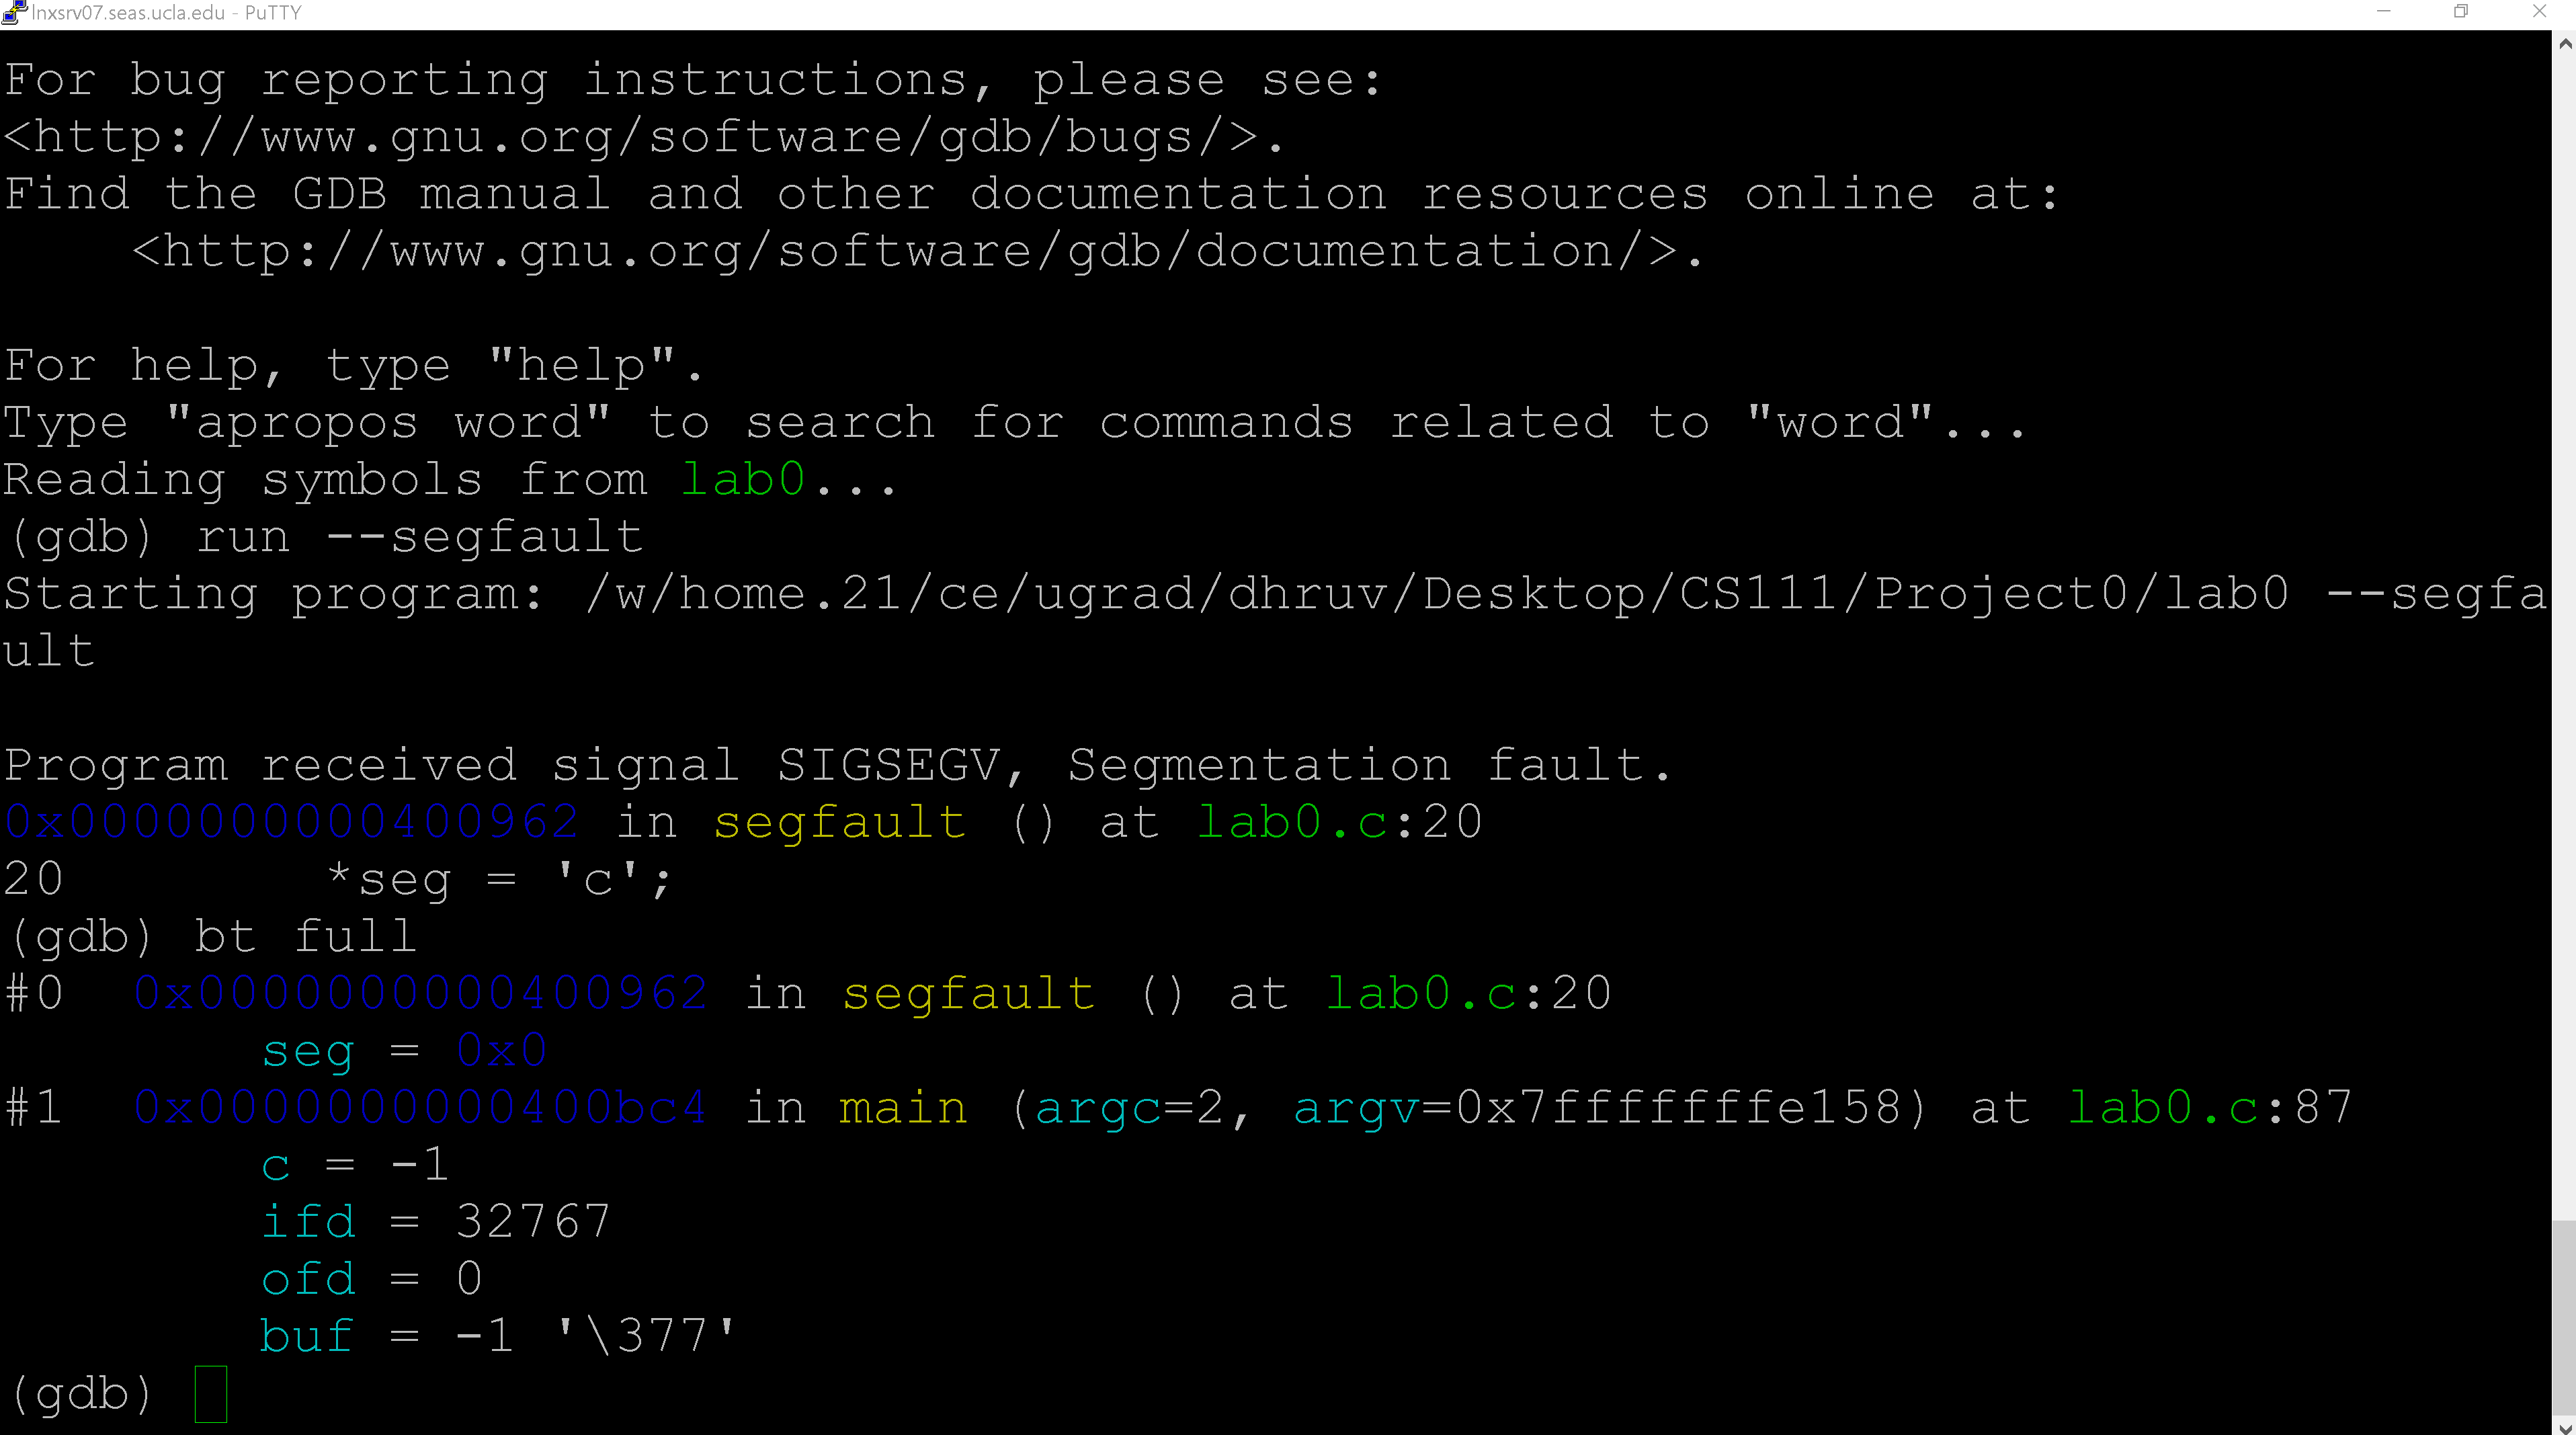 lnxsrv07.seas.ucla.edu - PuTTY
For bug reporting instructions, please see:
<http://www.gnu.org/software/gdb/bugs/>.
Find the GDB manual and other documentation resources online at:
    <http://www.gnu.org/software/gdb/documentation/>.

For help, type "help".
Type "apropos word" to search for commands related to "word"...
Reading symbols from lab0...
(gdb) run --segfault
Starting program: /w/home.21/ce/ugrad/dhruv/Desktop/CS111/Project0/lab0 --segfa
ult

Program received signal SIGSEGV, Segmentation fault.
0x0000000000400962 in segfault () at lab0.c:20
20        *seg = 'c';
(gdb) bt full
#0  0x0000000000400962 in segfault () at lab0.c:20
        seg = 0x0
#1  0x0000000000400bc4 in main (argc=2, argv=0x7fffffffe158) at lab0.c:87
        c = -1
        ifd = 32767
        ofd = 0
        buf = -1 '\377'
(gdb)